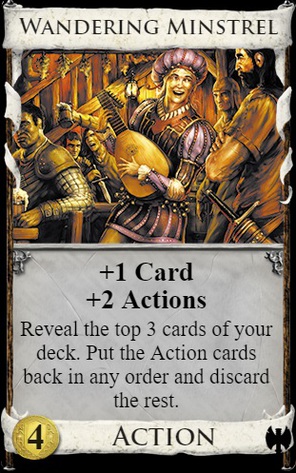 WANDERING MINSTREL
+1 Card
+2 Actions
Reveal the top 3 cards of your
deck. Put the Action cards
back in any order and discard
the rest.
4
ACTION